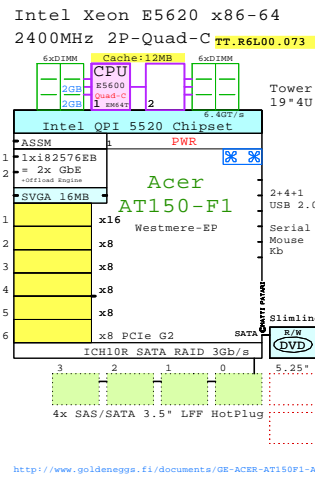 Intel Xeon E5620 x86-64
2400MHz 2P-Quad-C TT.R6L00.073
6xDIMM Cache:12MB 6xDIMM
CPU
2GB E5600
Quad-C
2GB 1 EM64T 2
Tower
19"4U
6.4GT/s
Intel QPI 5520 Chipset
ASSM 1 PWR
1 1xi82576EB
2 = 2x GbE
+Offload Engine
SVGA 16MB
Acer
AT150-F1
Westmere-EP
2+4+1
USB 2.0
Serial
Mouse
Kb
1 x16
2 x8
3 x8
4 x8
5 x8
6 x8 PCIe G2
©MATTI PATARI
SATA
Slimline
R/W
DVD
ICH10R SATA RAID 3Gb/s
3 2 1 0 5.25"
4x SAS/SATA 3.5" LFF HotPlug
http://www.goldeneggs.fi/documents/GE-ACER-AT150F1-A